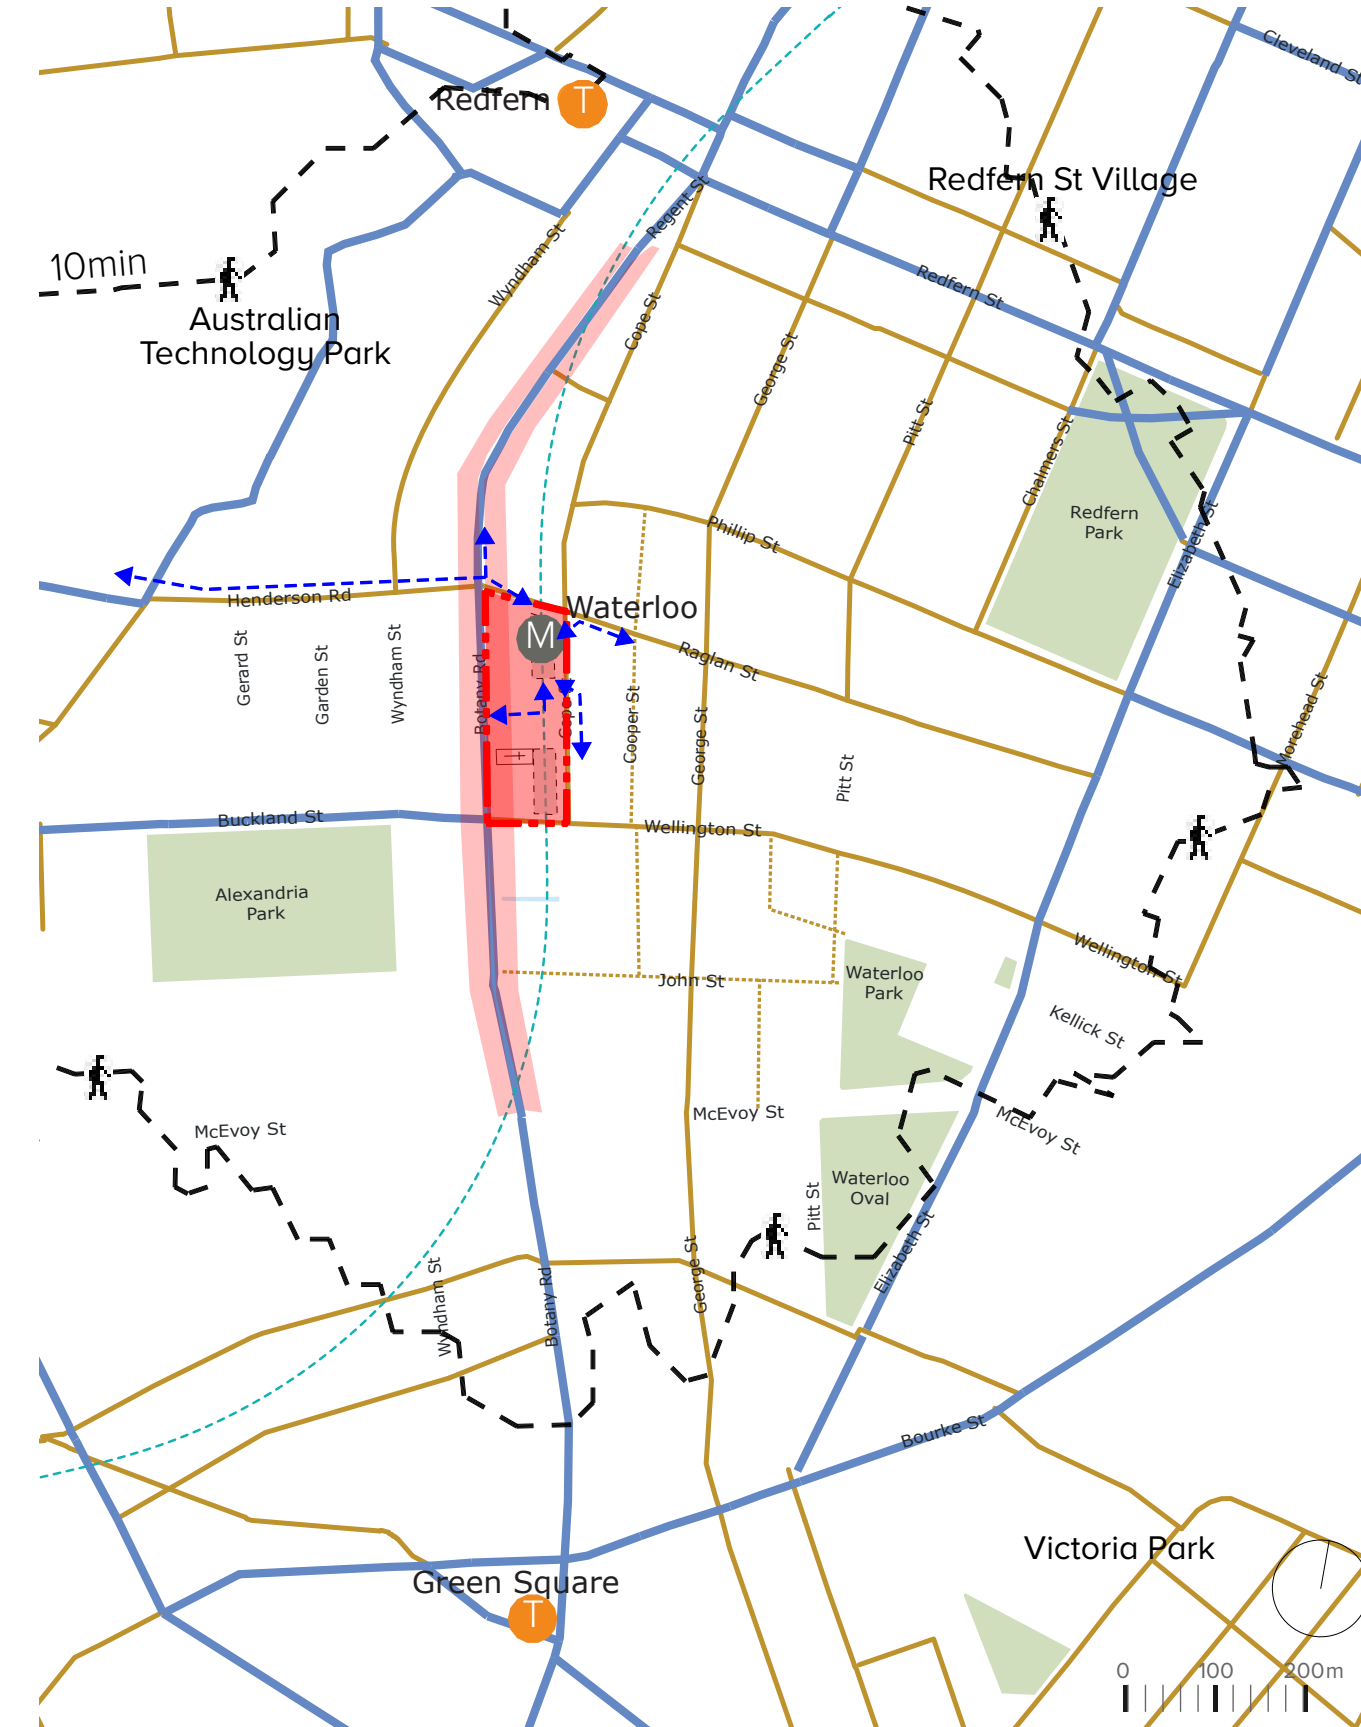 Cleveland St
Redfern
T
Redfern St Village
Regent St
Wyndham St
10min
Redfern St
Australian
Technology Park
Cope St
George St
Pitt St
Chalmers St
Redfern
Park
Phillip St
Elizabeth St
Henderson Rd
Waterloo
M
Raglan St
Gerard St
Garden St
Wyndham St
Botany Rd
Cope St
Cooper St
George St
Pitt St
Morehead St
Buckland St
Wellington St
Alexandria
Park
Wellington St
John St
Waterloo
Park
Kellick St
McEvoy St
McEvoy St
McEvoy St
Waterloo
Oval
Pitt St
Elizabeth St
Wyndham St
Botany Rd
George St
Bourke St
Victoria Park
Green Square
T
0 100 200m